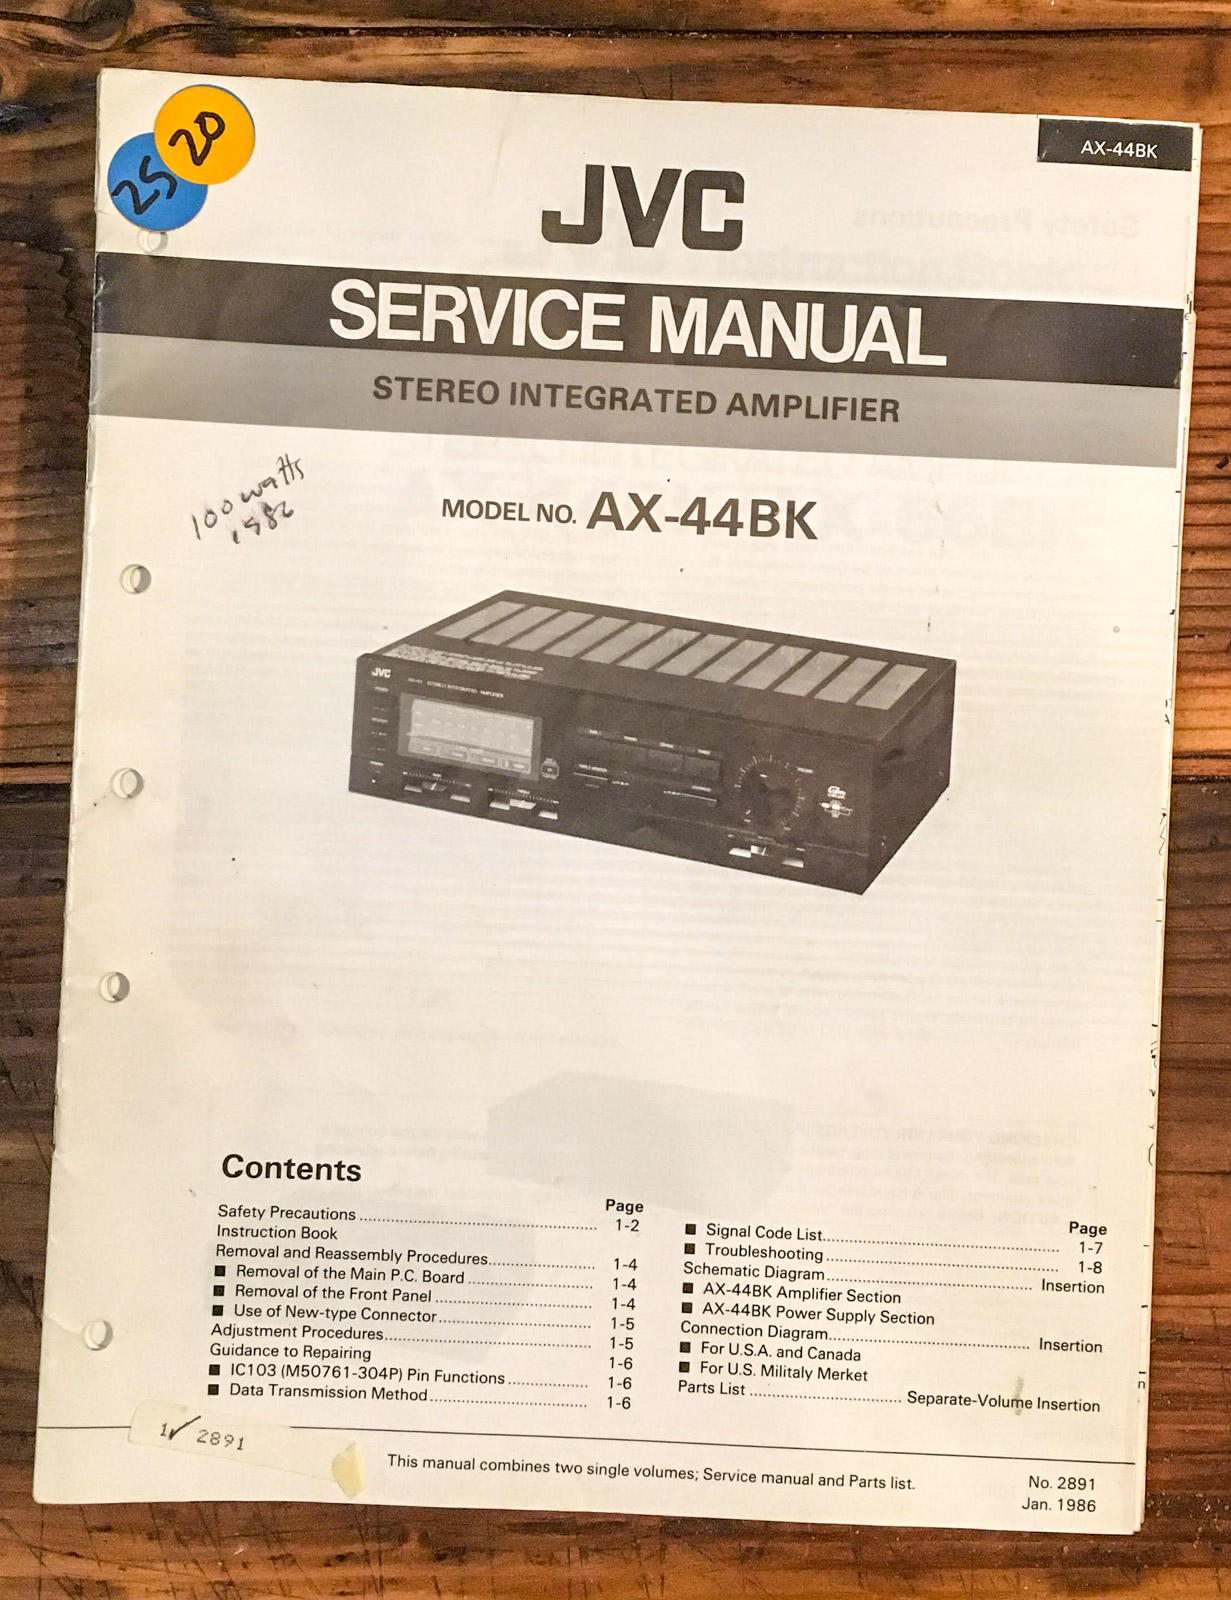 20
25
AX-44BK
JVC
SERVICE MANUAL
STEREO INTEGRATED AMPLIFIER
100 watts
1986
MODEL NO. AX-44BK
JVC
STEREO INTEGRATED AMPLIFIER
Contents
Page
Safety Precautions 1-2
Instruction Book
Removal and Reassembly Procedures 1-4
■ Removal of the Main P.C. Board 1-4
■ Removal of the Front Panel 1-4
■ Use of New-type Connector 1-5
Adjustment Procedures 1-5
Guidance to Repairing 1-6
■ IC103 (M50761-304P) Pin Functions 1-6
■ Data Transmission Method 1-6
Page
■ Signal Code List 1-7
■ Troubleshooting 1-8
Schematic Diagram Insertion
■ AX-44BK Amplifier Section
■ AX-44BK Power Supply Section
Connection Diagram Insertion
■ For U.S.A. and Canada
■ For U.S. Militaly Merket
Parts List Separate-Volume Insertion
1✓ 2891
This manual combines two single volumes; Service manual and Parts list.
No. 2891
Jan. 1986